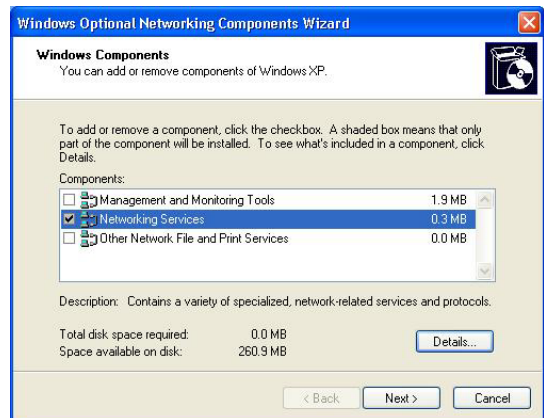 Windows Optional Networking Components Wizard
Windows Components
You can add or remove components of Windows XP.
To add or remove a component, click the checkbox. A shaded box means that only
part of the component will be installed. To see what's included in a component, click
Details.
Components:
Management and Monitoring Tools 1.9 MB
Networking Services 0.3 MB
Other Network File and Print Services 0.0 MB
Description: Contains a variety of specialized, network-related services and protocols.
Total disk space required: 0.0 MB
Space available on disk: 260.9 MB
Details...
< Back Next > Cancel